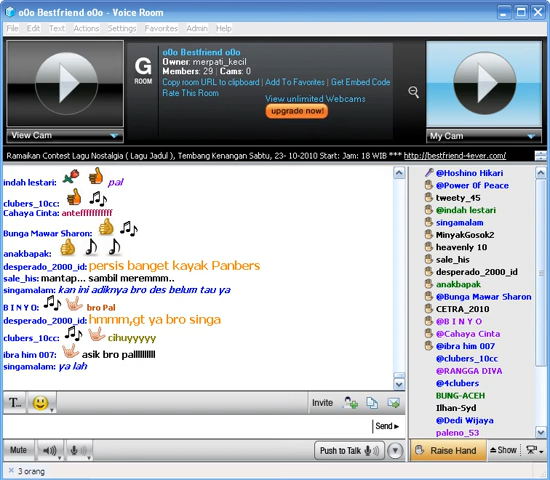 oOo Bestfriend oOo - Voice Room
File Edit Text Actions Settings Favorites Admin Help
G
ROOM
oOo Bestfriend oOo
Owner: merpati_kecil
Members: 29 | Cams: 0
Copy room URL to clipboard | Add To Favorites | Get Embed Code
Rate This Room
View unlimited Webcams
upgrade now!
View Cam
My Cam
Ramaikan Contest Lagu Nostalgia ( Lagu Jadul ), Tembang Kenangan Sabtu, 23- 10-2010 Start: Jam: 18 WIB *** http://bestfriend-4ever.com/
indah lestari: pal
clubers_10cc:
Cahaya Cinta: anteffffffffff
Bunga Mawar Sharon:
anakbapak:
desperado_2000_id: persis banget kayak Panbers
sale_his: mantap... sambil meremmm..
singamalam: kan ini adiknya bro des belum tau ya
B I N Y O: bro Pal
desperado_2000_id: hmmm,gt ya bro singa
clubers_10cc: cihuyyyyy
ibra him 007: asik bro pallllllllll
singamalam: ya lah
@Hoshino Hikari
@Power Of Peace
tweety_45
@indah lestari
singamalam
MinyakGosok2
heavenly 10
sale_his
desperado_2000_id
anakbapak
@Bunga Mawar Sharon
CETRA_2010
@B I N Y O
@Cahaya Cinta
@ibra him 007
@clubers_10cc
@RANGGA DIVA
@4clubers
BUNG-ACEH
Ilhan-Syd
@Dedi Wijaya
paleno_53
T...
Invite
Send
Mute
Push to Talk
Raise Hand
Show
3 orang